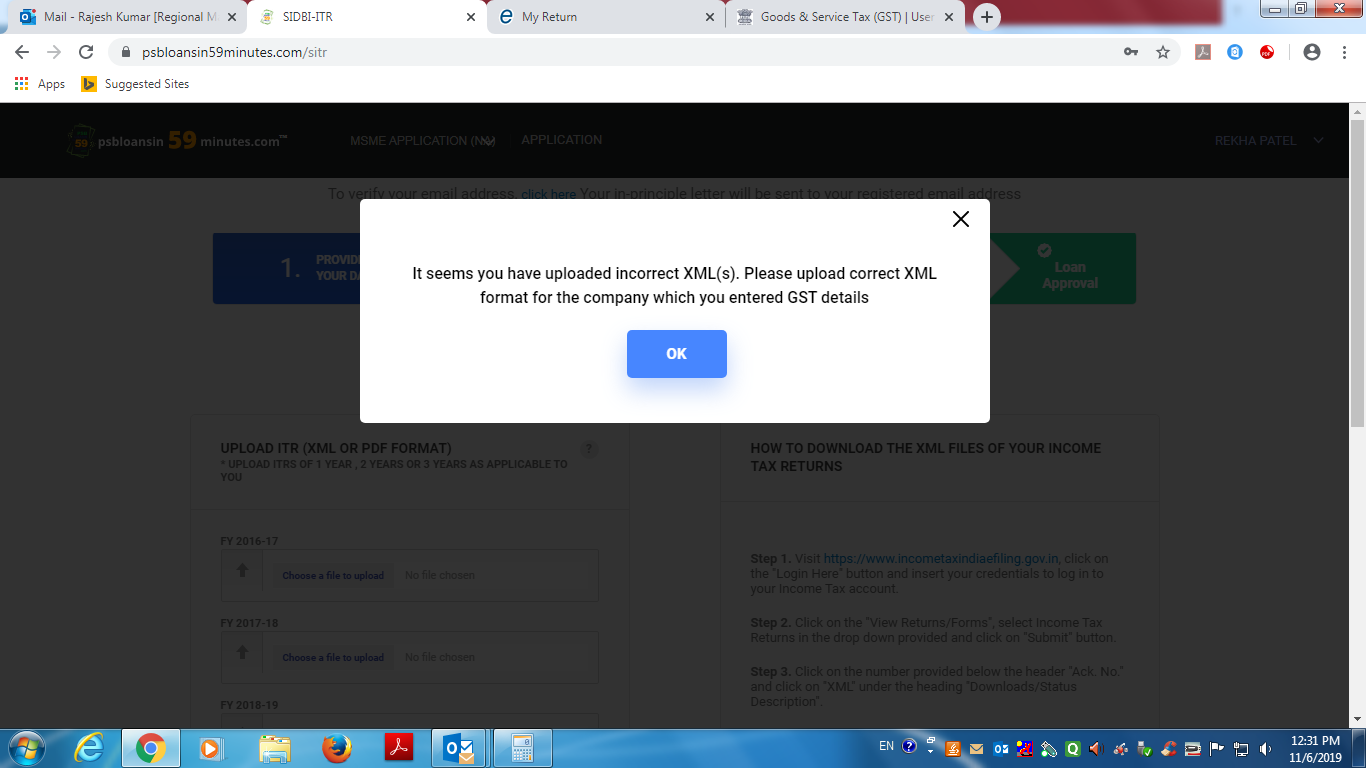 Mail - Rajesh Kumar [Regional M
SIDBI-ITR
My Return
Goods & Service Tax (GST) | User
psbloansin59minutes.com/sitr
Apps
Suggested Sites
psbloansin 59 minutes.com™
MSME APPLICATION
APPLICATION
REKHA PATEL
To verify your email address, click here Your in-principle letter will be sent to your registered email address
1.
PROVIDE
YOUR DA
Loan
Approval
It seems you have uploaded incorrect XML(s). Please upload correct XML
format for the company which you entered GST details
OK
UPLOAD ITR (XML OR PDF FORMAT)
?
* UPLOAD ITRS OF 1 YEAR , 2 YEARS OR 3 YEARS AS APPLICABLE TO
YOU
FY 2016-17
Choose a file to upload No file chosen
FY 2017-18
Choose a file to upload No file chosen
FY 2018-19
HOW TO DOWNLOAD THE XML FILES OF YOUR INCOME
TAX RETURNS
Step 1. Visit https://www.incometaxindiaefiling.gov.in, click on
the "Login Here" button and insert your credentials to log in to
your Income Tax account.
Step 2. Click on the "View Returns/Forms", select Income Tax
Returns in the drop down provided and click on "Submit" button.
Step 3. Click on the number provided below the header "Ack. No."
and click on "XML" under the heading "Downloads/Status
Description".
EN
12:31 PM
11/6/2019